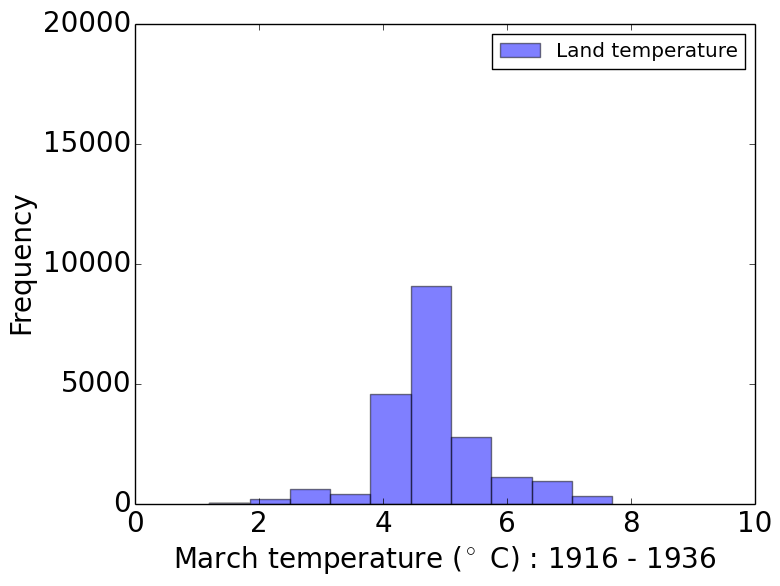 20000
Land temperature
15000
10000
5000
0
Frequency
0 2 4 6 8 10
March temperature (° C) : 1916 - 1936